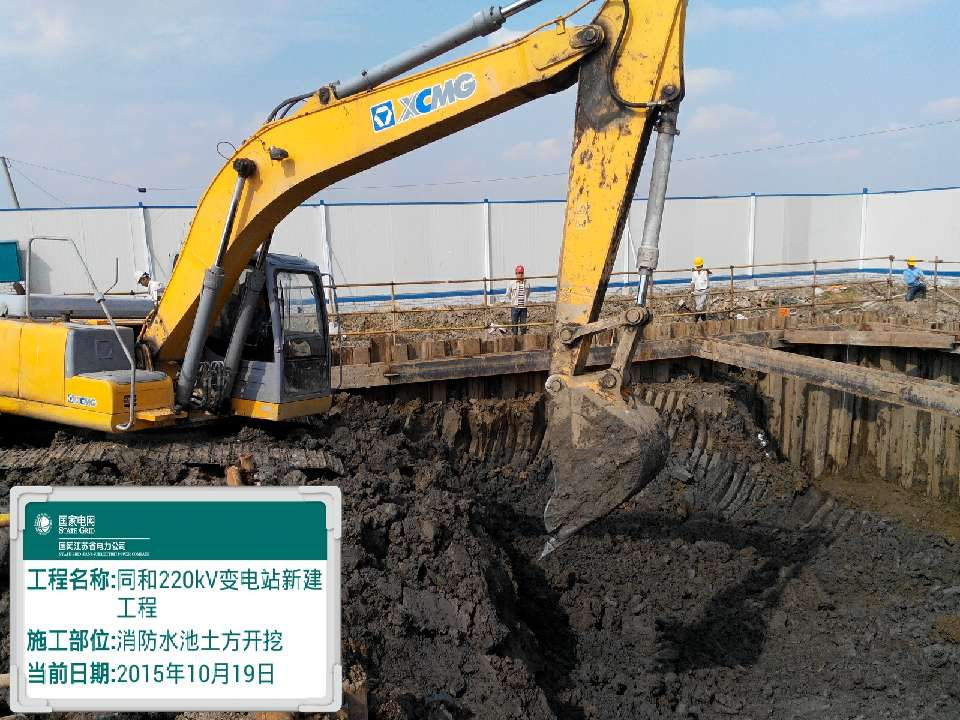 XCMG
XCMG
国家电网
STATE GRID
国网江苏省电力公司
工程名称:同和220kV变电站新建
工程
施工部位:消防水池土方开挖
当前日期:2015年10月19日